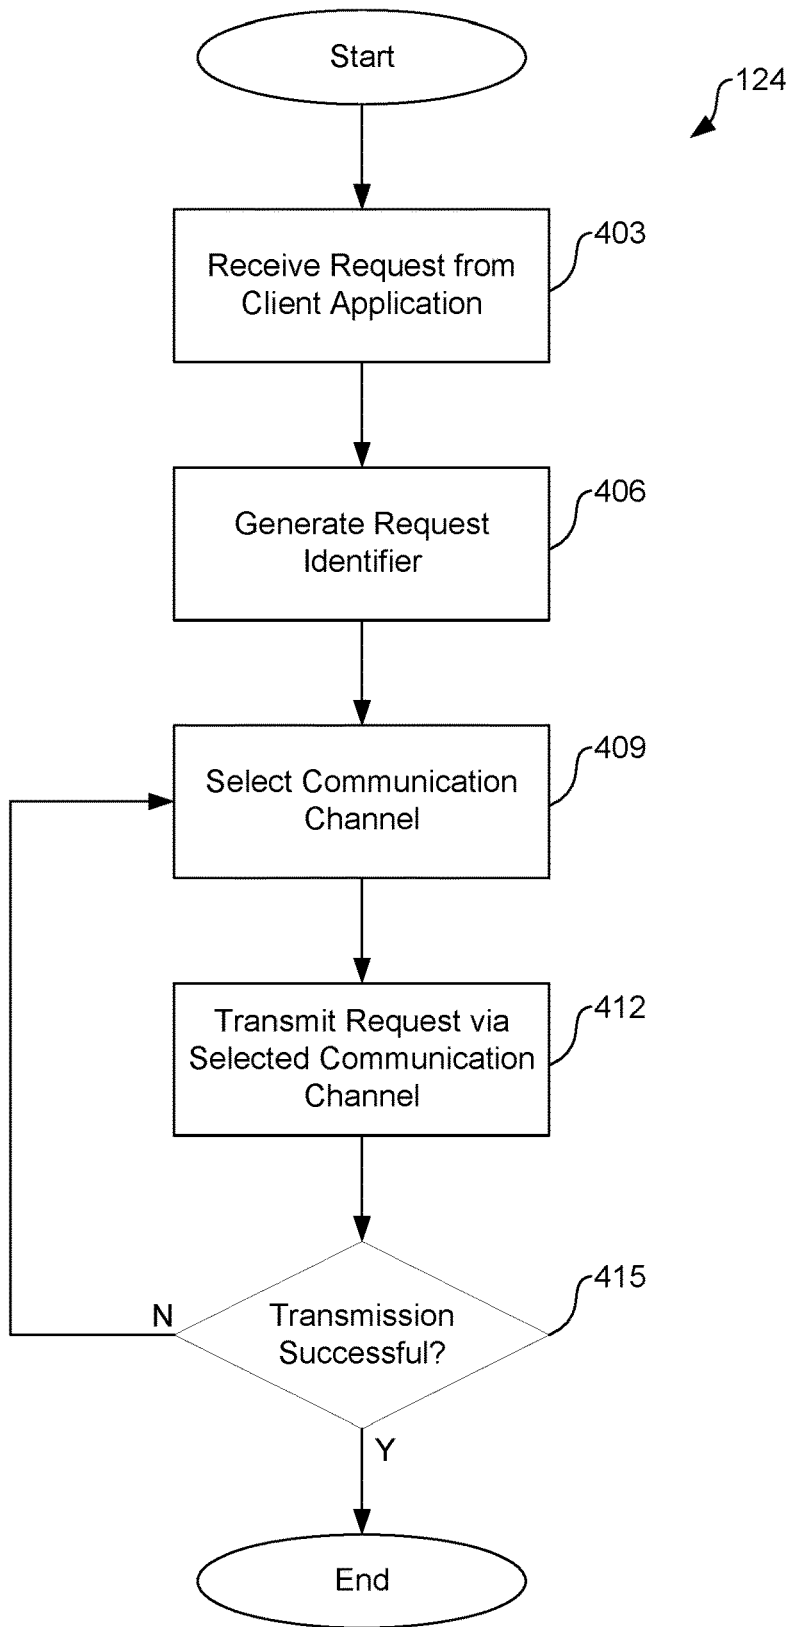 Start
124
Receive Request from
Client Application
403
Generate Request
Identifier
406
Select Communication
Channel
409
Transmit Request via
Selected Communication
Channel
412
Transmission
Successful?
415
N
Y
End